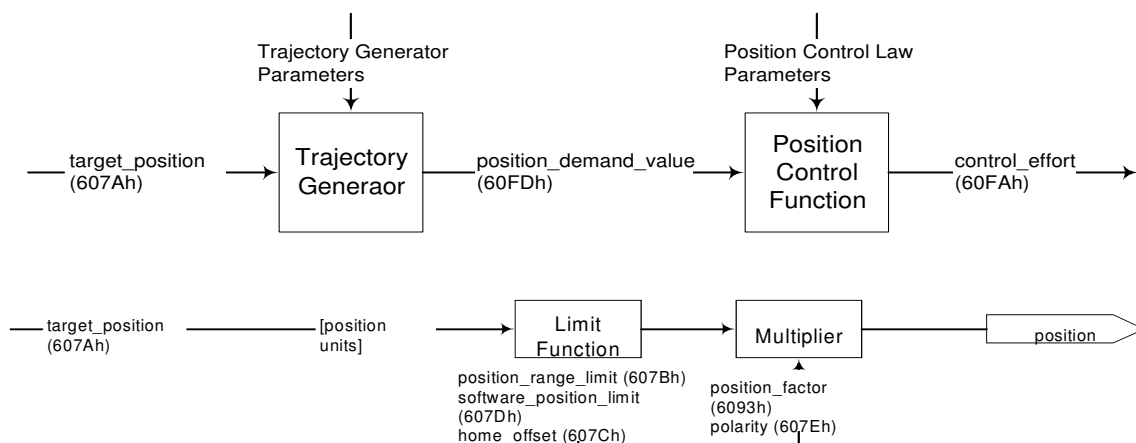 Trajectory Generator
Parameters
Position Control Law
Parameters
target_position
(607Ah)
Trajectory
Generaor
position_demand_value
(60FDh)
Position
Control
Function
control_effort
(60FAh)
target_position
(607Ah)
[position
units]
Limit
Function
Multiplier
position
position_range_limit (607Bh)
software_position_limit
(607Dh)
home_offset (607Ch)
position_factor
(6093h)
polarity (607Eh)